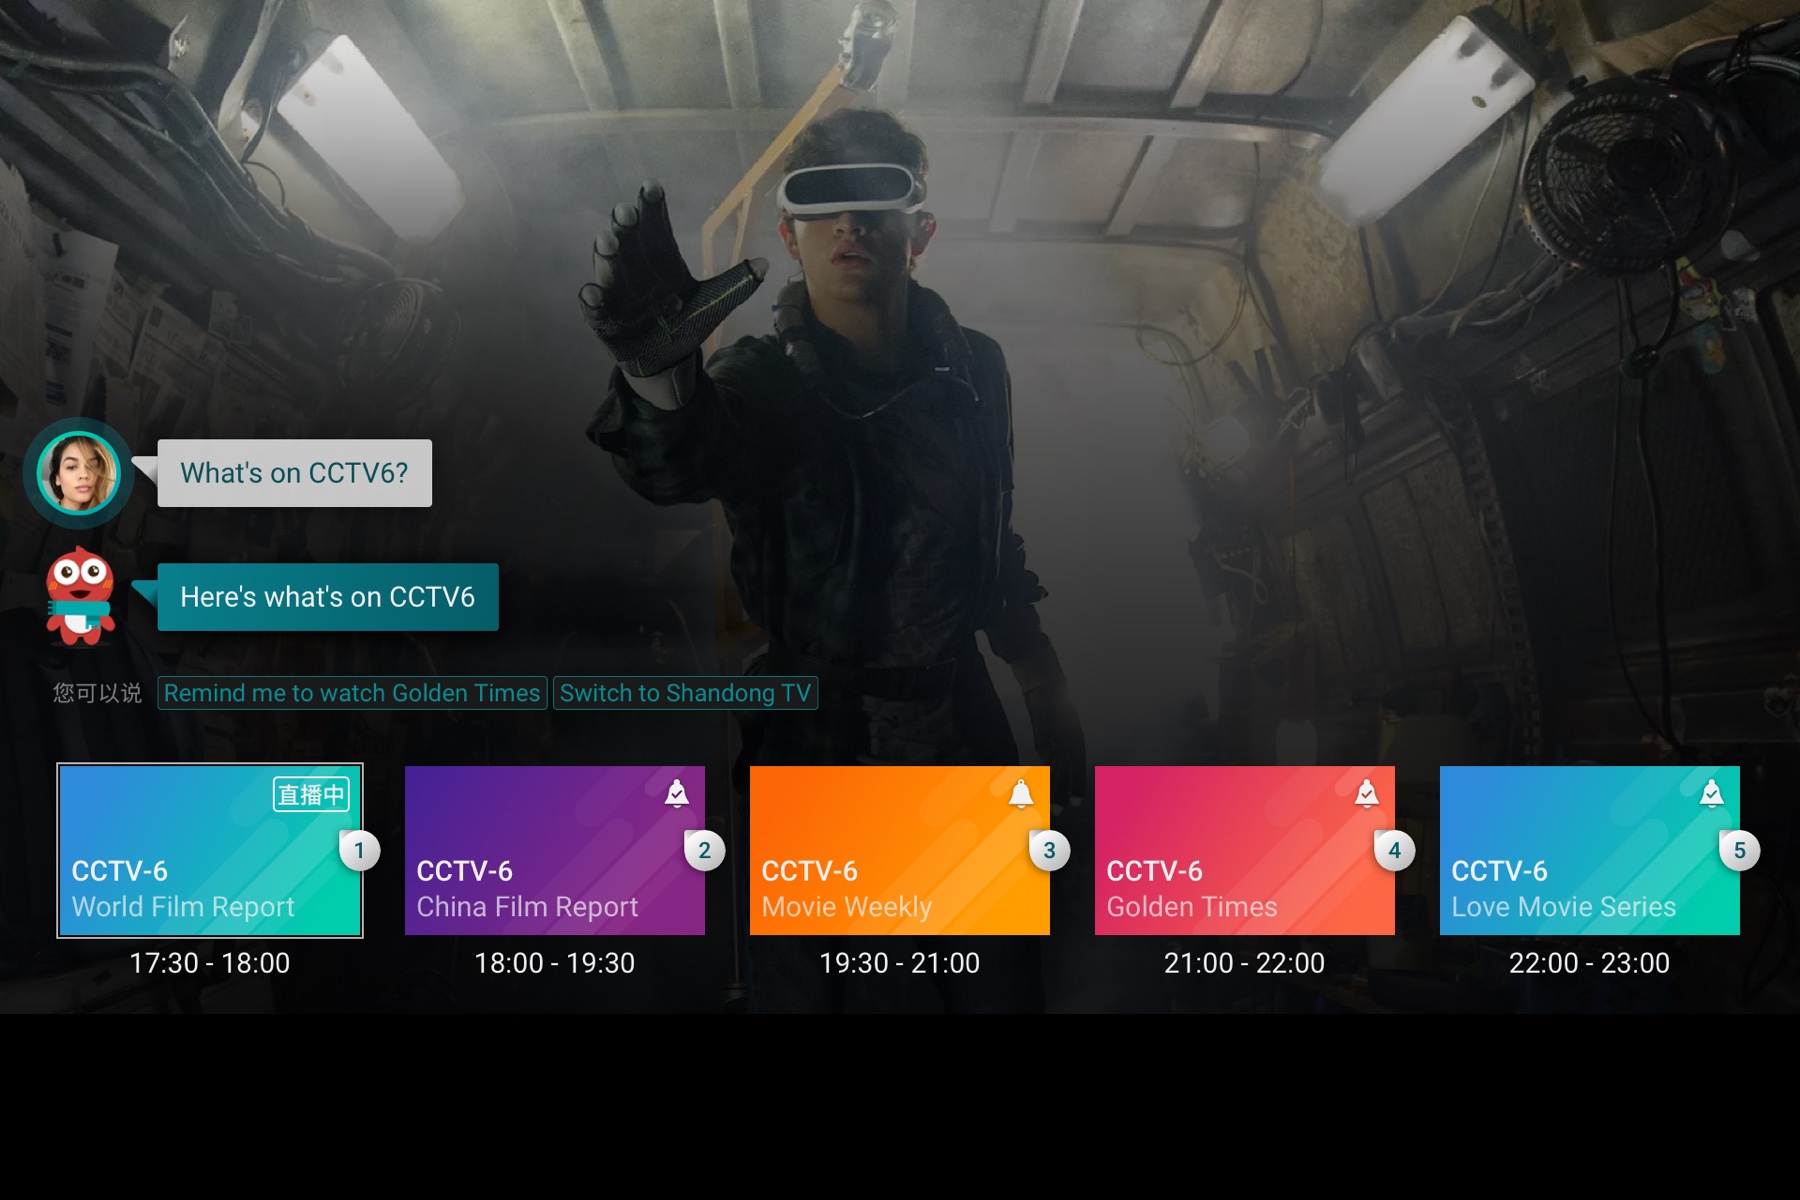 What's on CCTV6?
Here's what's on CCTV6
您可以说 Remind me to watch Golden Times Switch to Shandong TV
直播中
1
CCTV-6
World Film Report
17:30 - 18:00
2
CCTV-6
China Film Report
18:00 - 19:30
3
CCTV-6
Movie Weekly
19:30 - 21:00
4
CCTV-6
Golden Times
21:00 - 22:00
5
CCTV-6
Love Movie Series
22:00 - 23:00